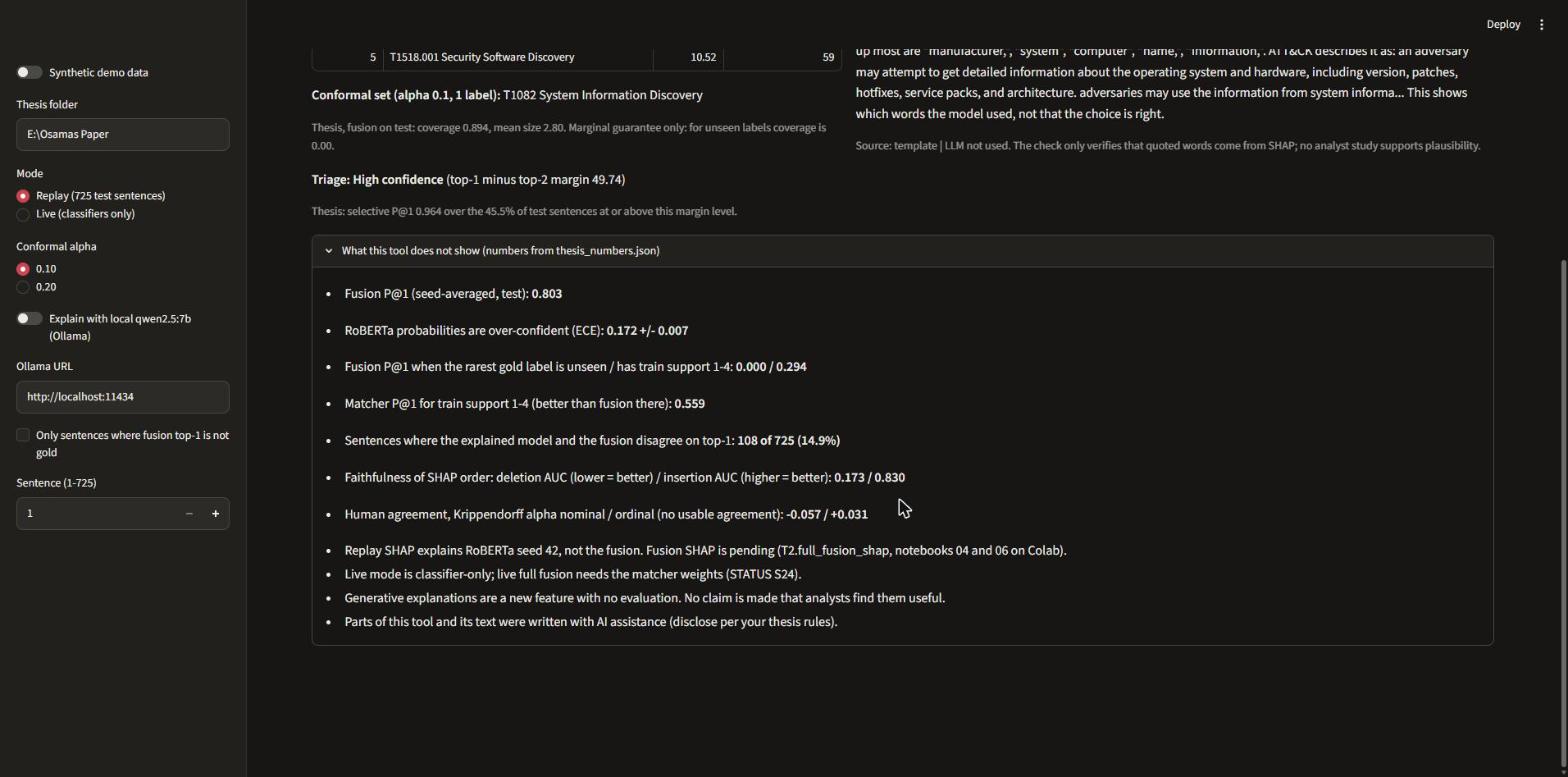 Deploy
Synthetic demo data
Thesis folder
E:\Osamas Paper
Mode
Replay (725 test sentences)
Live (classifiers only)
Conformal alpha
0.10
0.20
Explain with local qwen2.5:7b
(Ollama)
Ollama URL
http://localhost:11434
Only sentences where fusion top-1 is not
gold
Sentence (1-725)
1
5 T1518.001 Security Software Discovery 10.52 59
Conformal set (alpha 0.1, 1 label): T1082 System Information Discovery
Thesis, fusion on test: coverage 0.894, mean size 2.80. Marginal guarantee only: for unseen labels coverage is
0.00.
Triage: High confidence (top-1 minus top-2 margin 49.74)
Thesis: selective P@1 0.964 over the 45.5% of test sentences at or above this margin level.
up most are "manufacturer,", "system", "computer", "name,", "information,". ATT&CK describes it as: an adversary
may attempt to get detailed information about the operating system and hardware, including version, patches,
hotfixes, service packs, and architecture. adversaries may use the information from system informa... This shows
which words the model used, not that the choice is right.
Source: template | LLM not used. The check only verifies that quoted words come from SHAP; no analyst study supports plausibility.
What this tool does not show (numbers from thesis_numbers.json)
• Fusion P@1 (seed-averaged, test): 0.803
• RoBERTa probabilities are over-confident (ECE): 0.172 +/- 0.007
• Fusion P@1 when the rarest gold label is unseen / has train support 1-4: 0.000 / 0.294
• Matcher P@1 for train support 1-4 (better than fusion there): 0.559
• Sentences where the explained model and the fusion disagree on top-1: 108 of 725 (14.9%)
• Faithfulness of SHAP order: deletion AUC (lower = better) / insertion AUC (higher = better): 0.173 / 0.830
• Human agreement, Krippendorff alpha nominal / ordinal (no usable agreement): -0.057 / +0.031
• Replay SHAP explains RoBERTa seed 42, not the fusion. Fusion SHAP is pending (T2.full_fusion_shap, notebooks 04 and 06 on Colab).
• Live mode is classifier-only; live full fusion needs the matcher weights (STATUS S24).
• Generative explanations are a new feature with no evaluation. No claim is made that analysts find them useful.
• Parts of this tool and its text were written with AI assistance (disclose per your thesis rules).